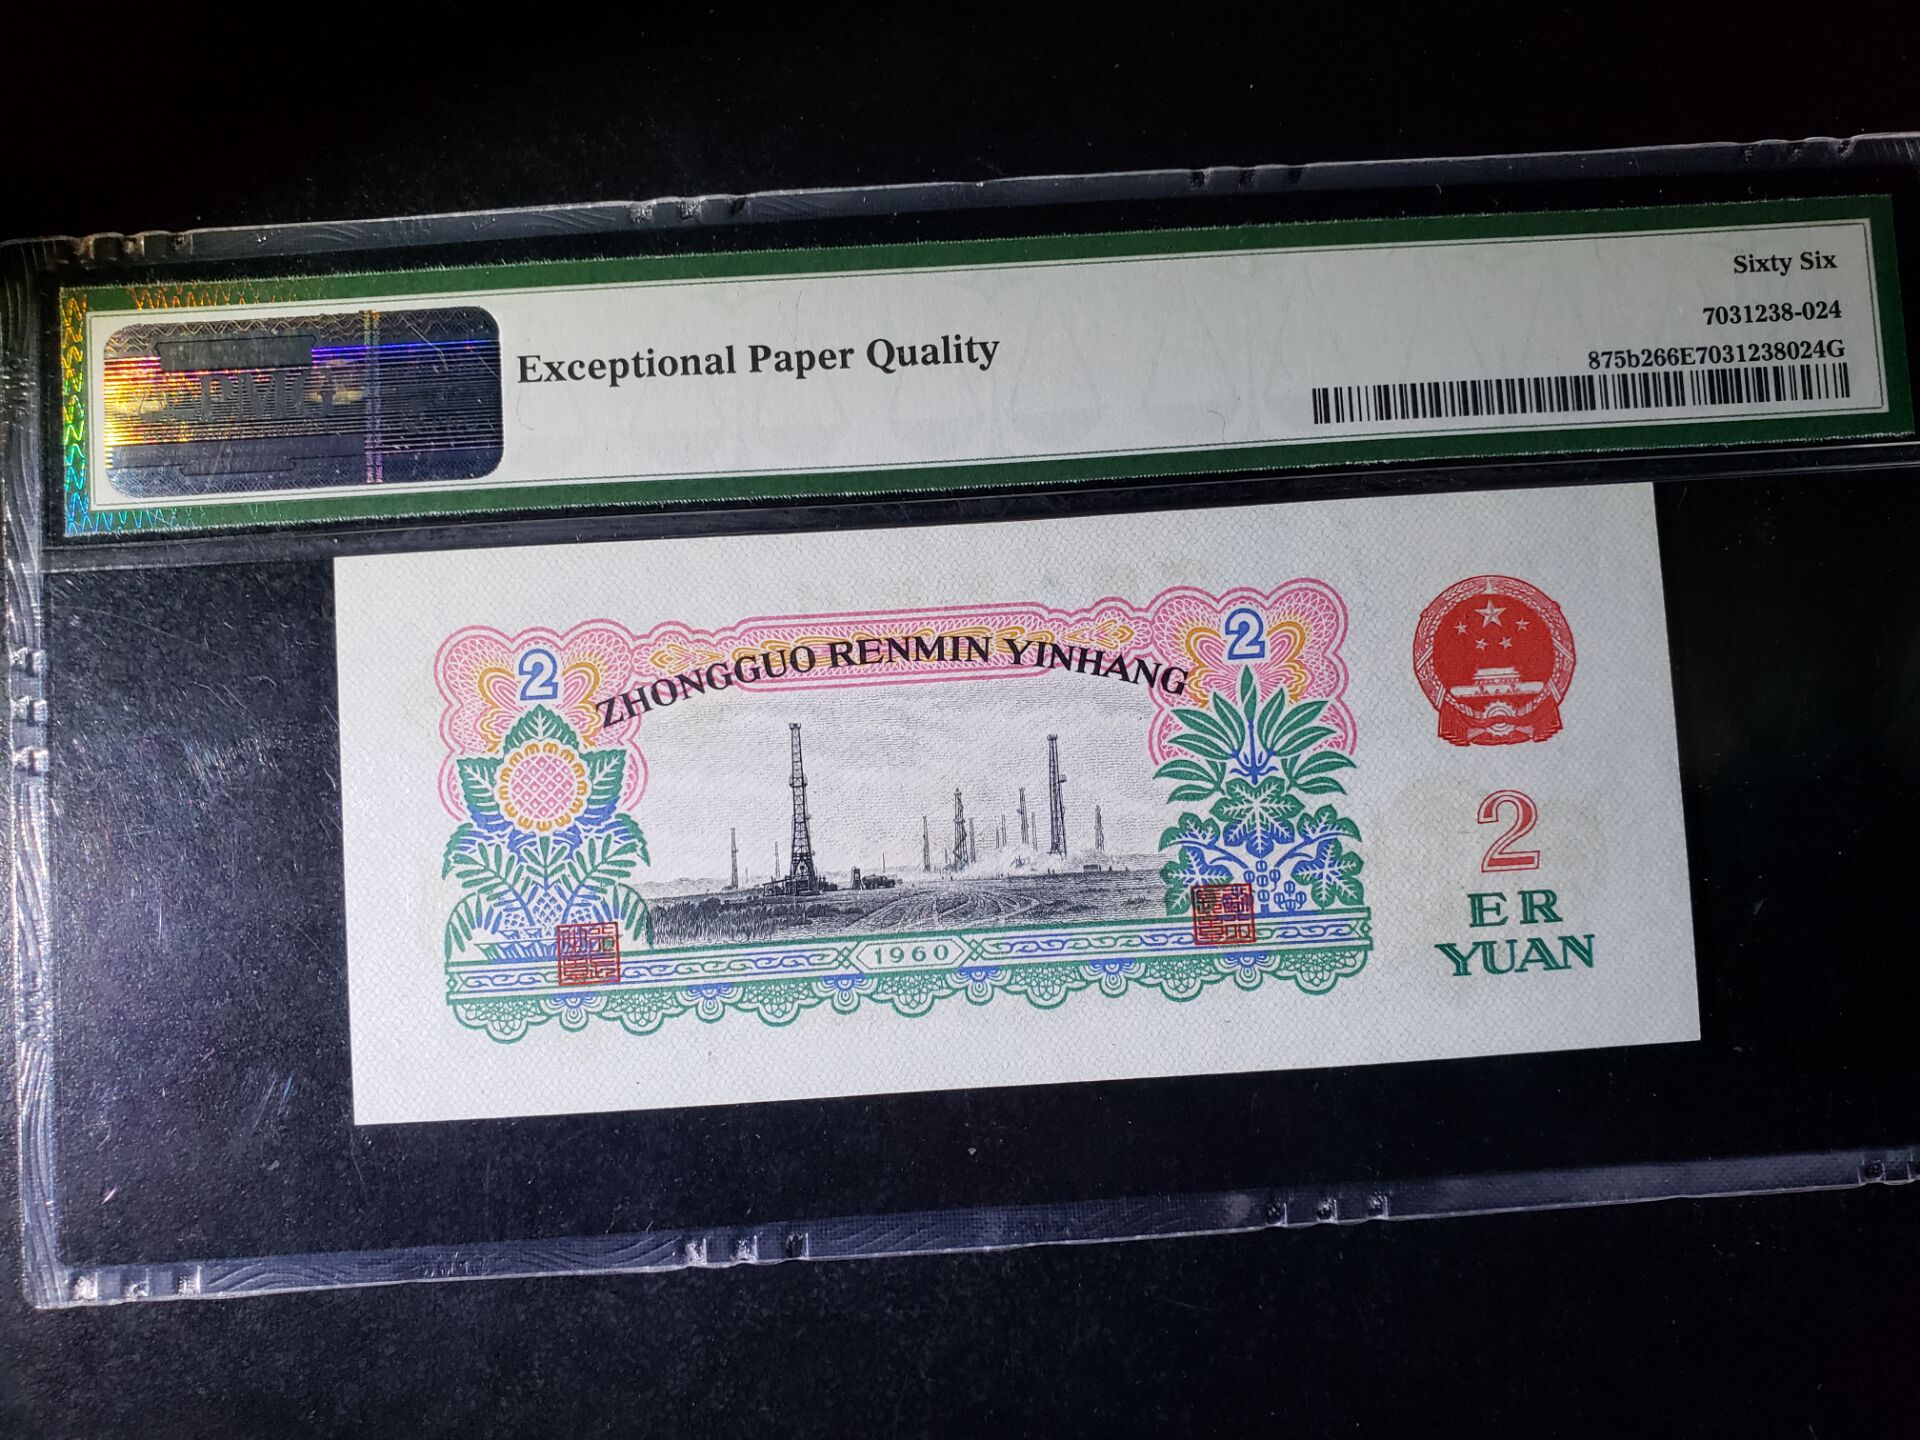 Sixty Six
7031238-024
Exceptional Paper Quality
875b266E7031238024G
PMG
2
2
ZHONGGUO RENMIN YINHANG
2
ER
YUAN
1960